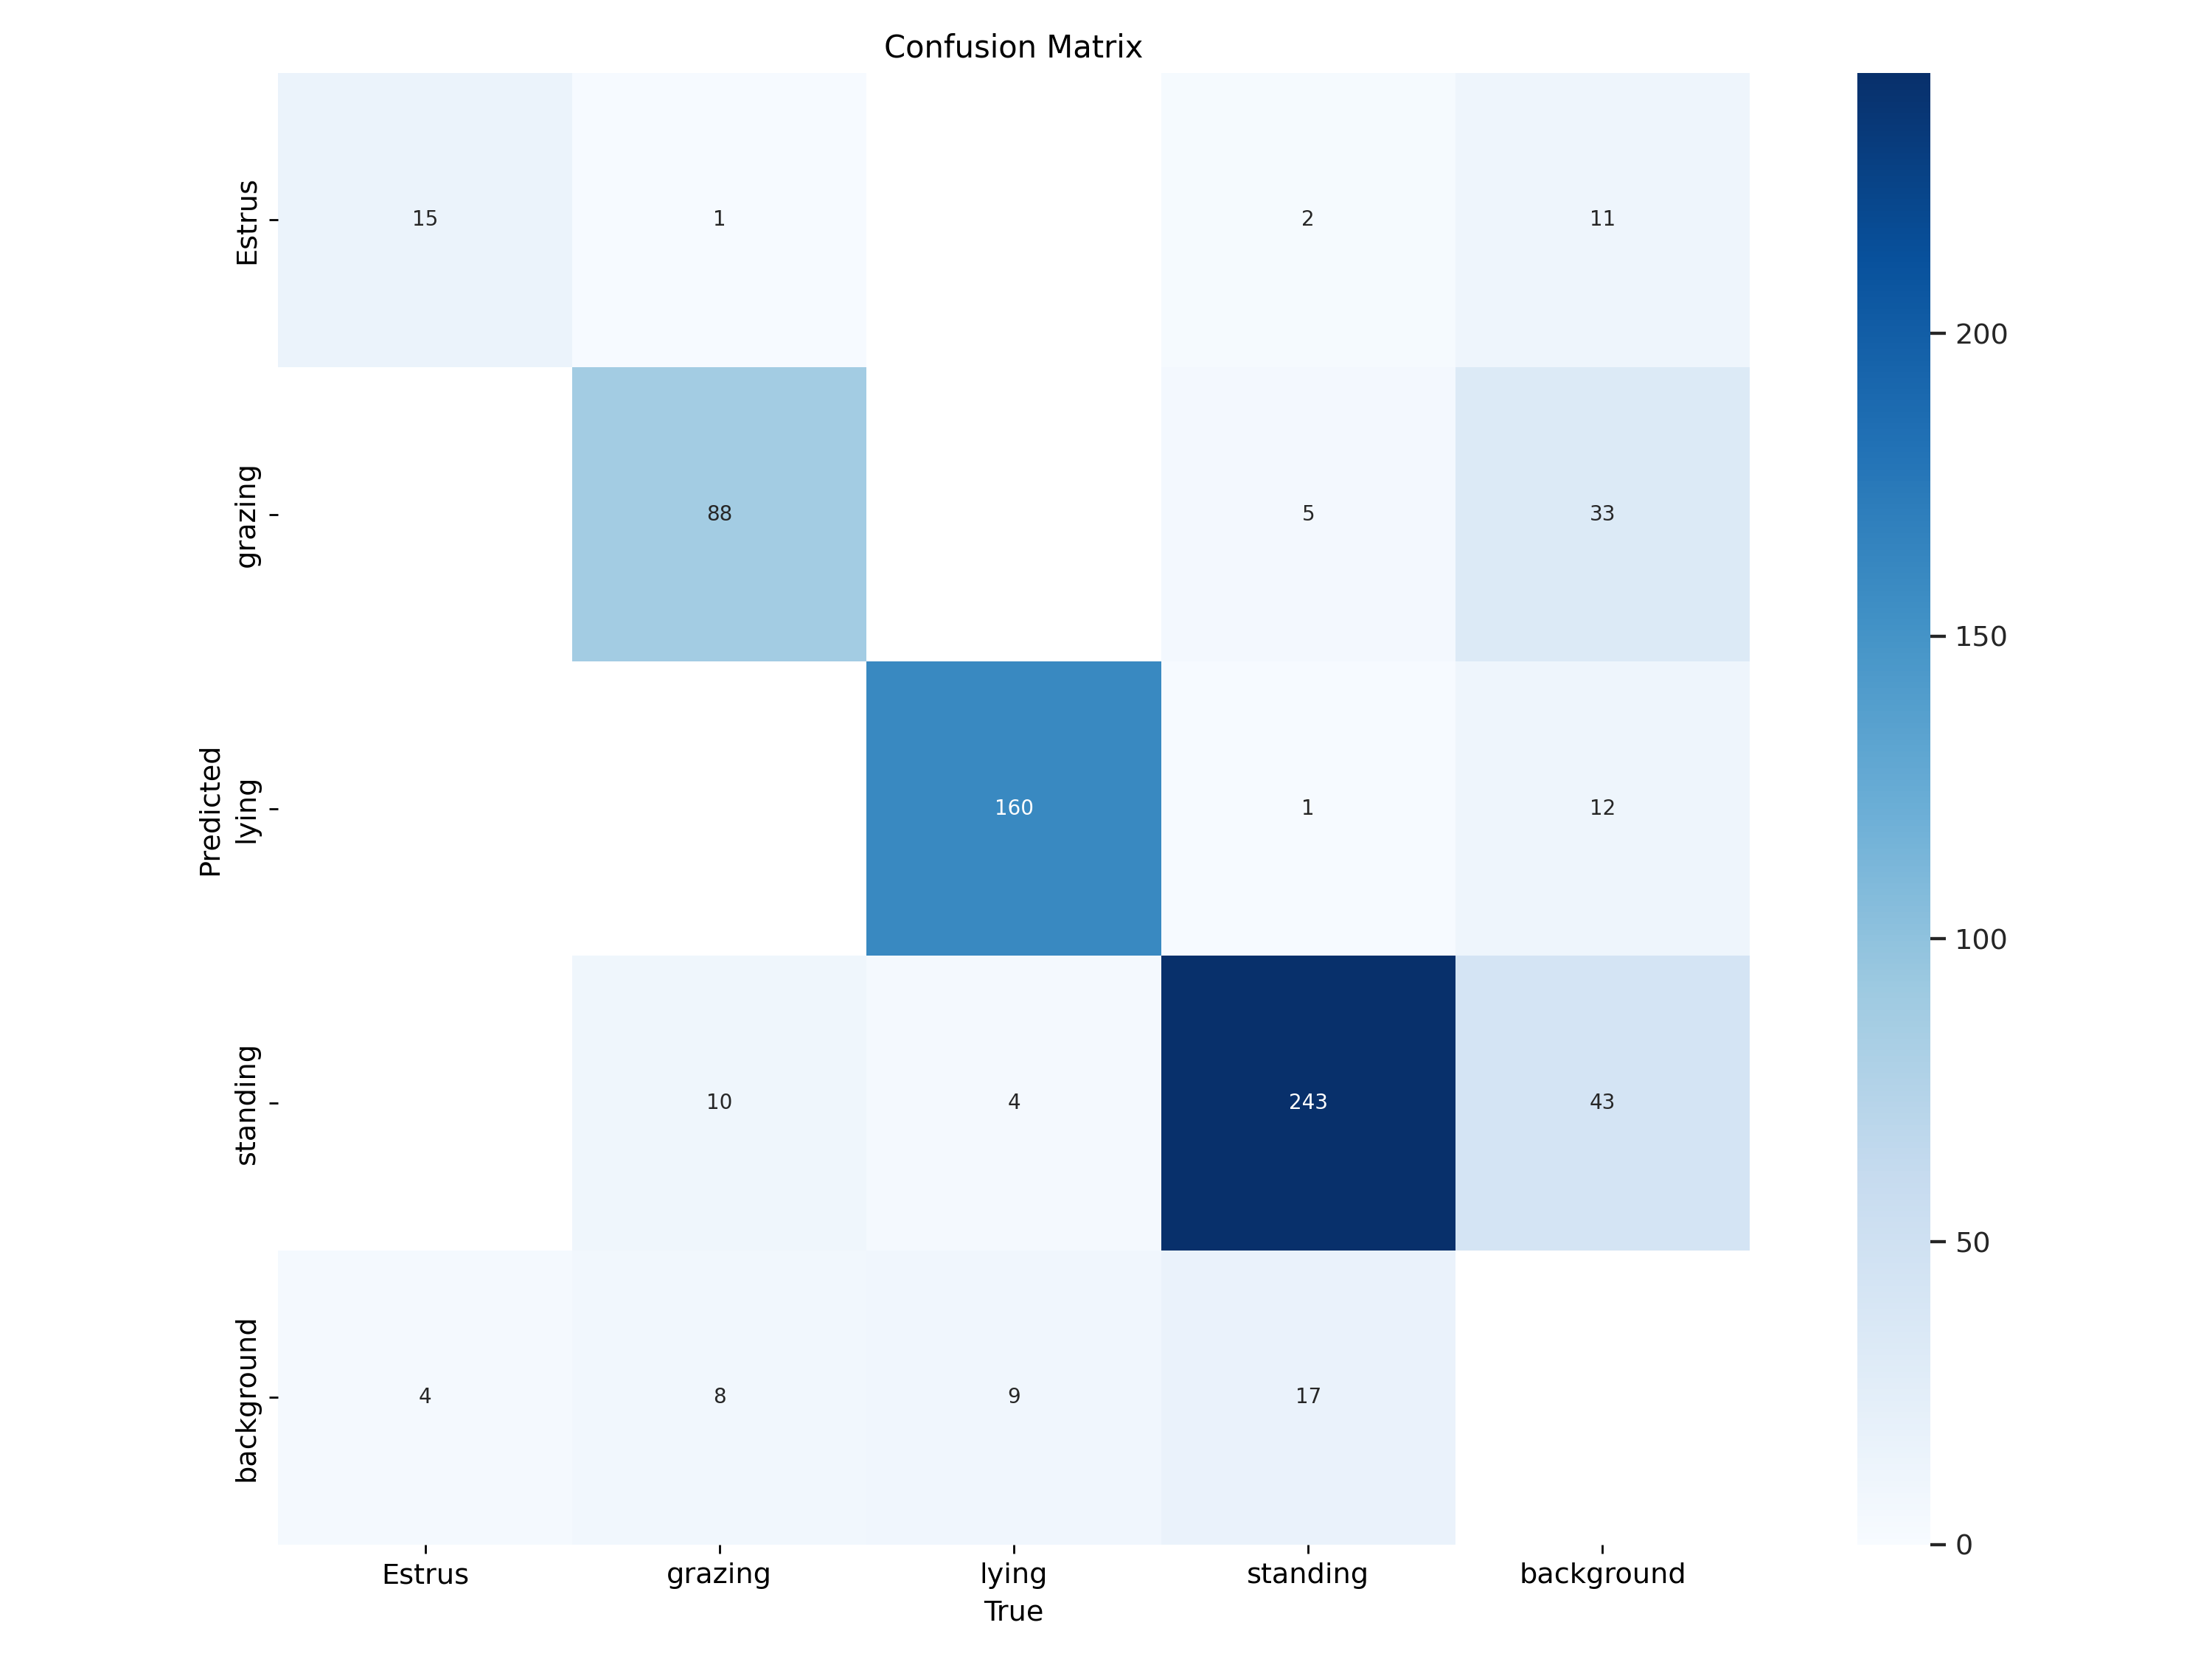 Confusion Matrix
Estrus
15
1
2
11
grazing
88
5
33
Predicted
lying
160
1
12
standing
10
4
243
43
background
4
8
9
17
Estrus
grazing
lying
standing
background
True
200
150
100
50
0